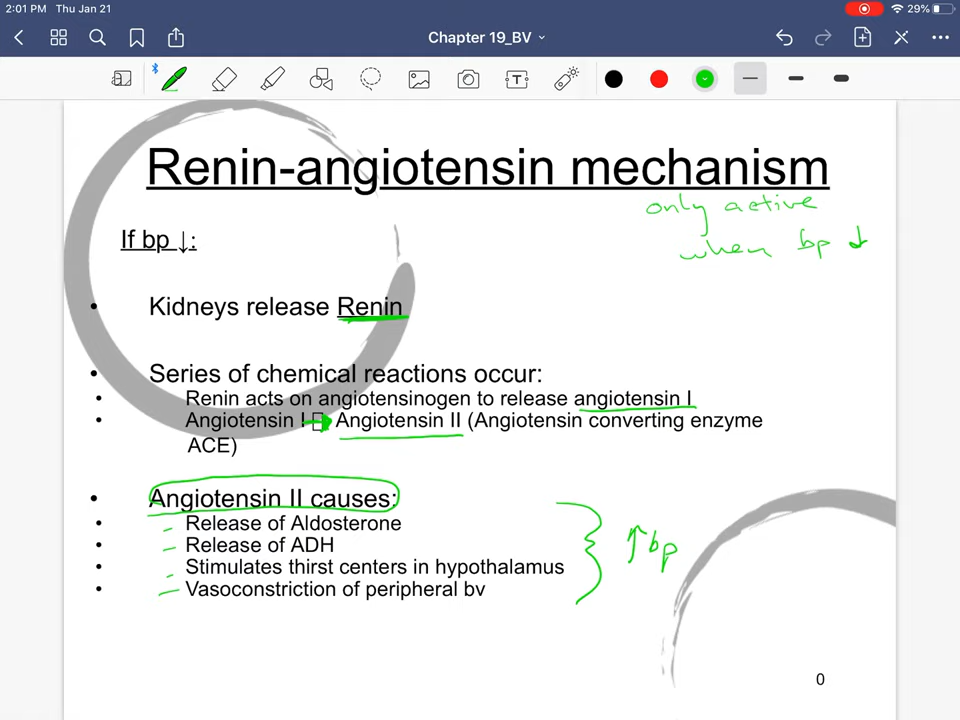 2:01 PM Thu Jan 21
29%
Chapter 19_BV
T
Renin-angiotensin mechanism
only active
when bp ↓
If bp ↓:
• Kidneys release Renin
• Series of chemical reactions occur:
• Renin acts on angiotensinogen to release angiotensin I
• Angiotensin I → Angiotensin II (Angiotensin converting enzyme
ACE)
• Angiotensin II causes:
• Release of Aldosterone
• Release of ADH
• Stimulates thirst centers in hypothalamus
• Vasoconstriction of peripheral bv
↑ bp
0